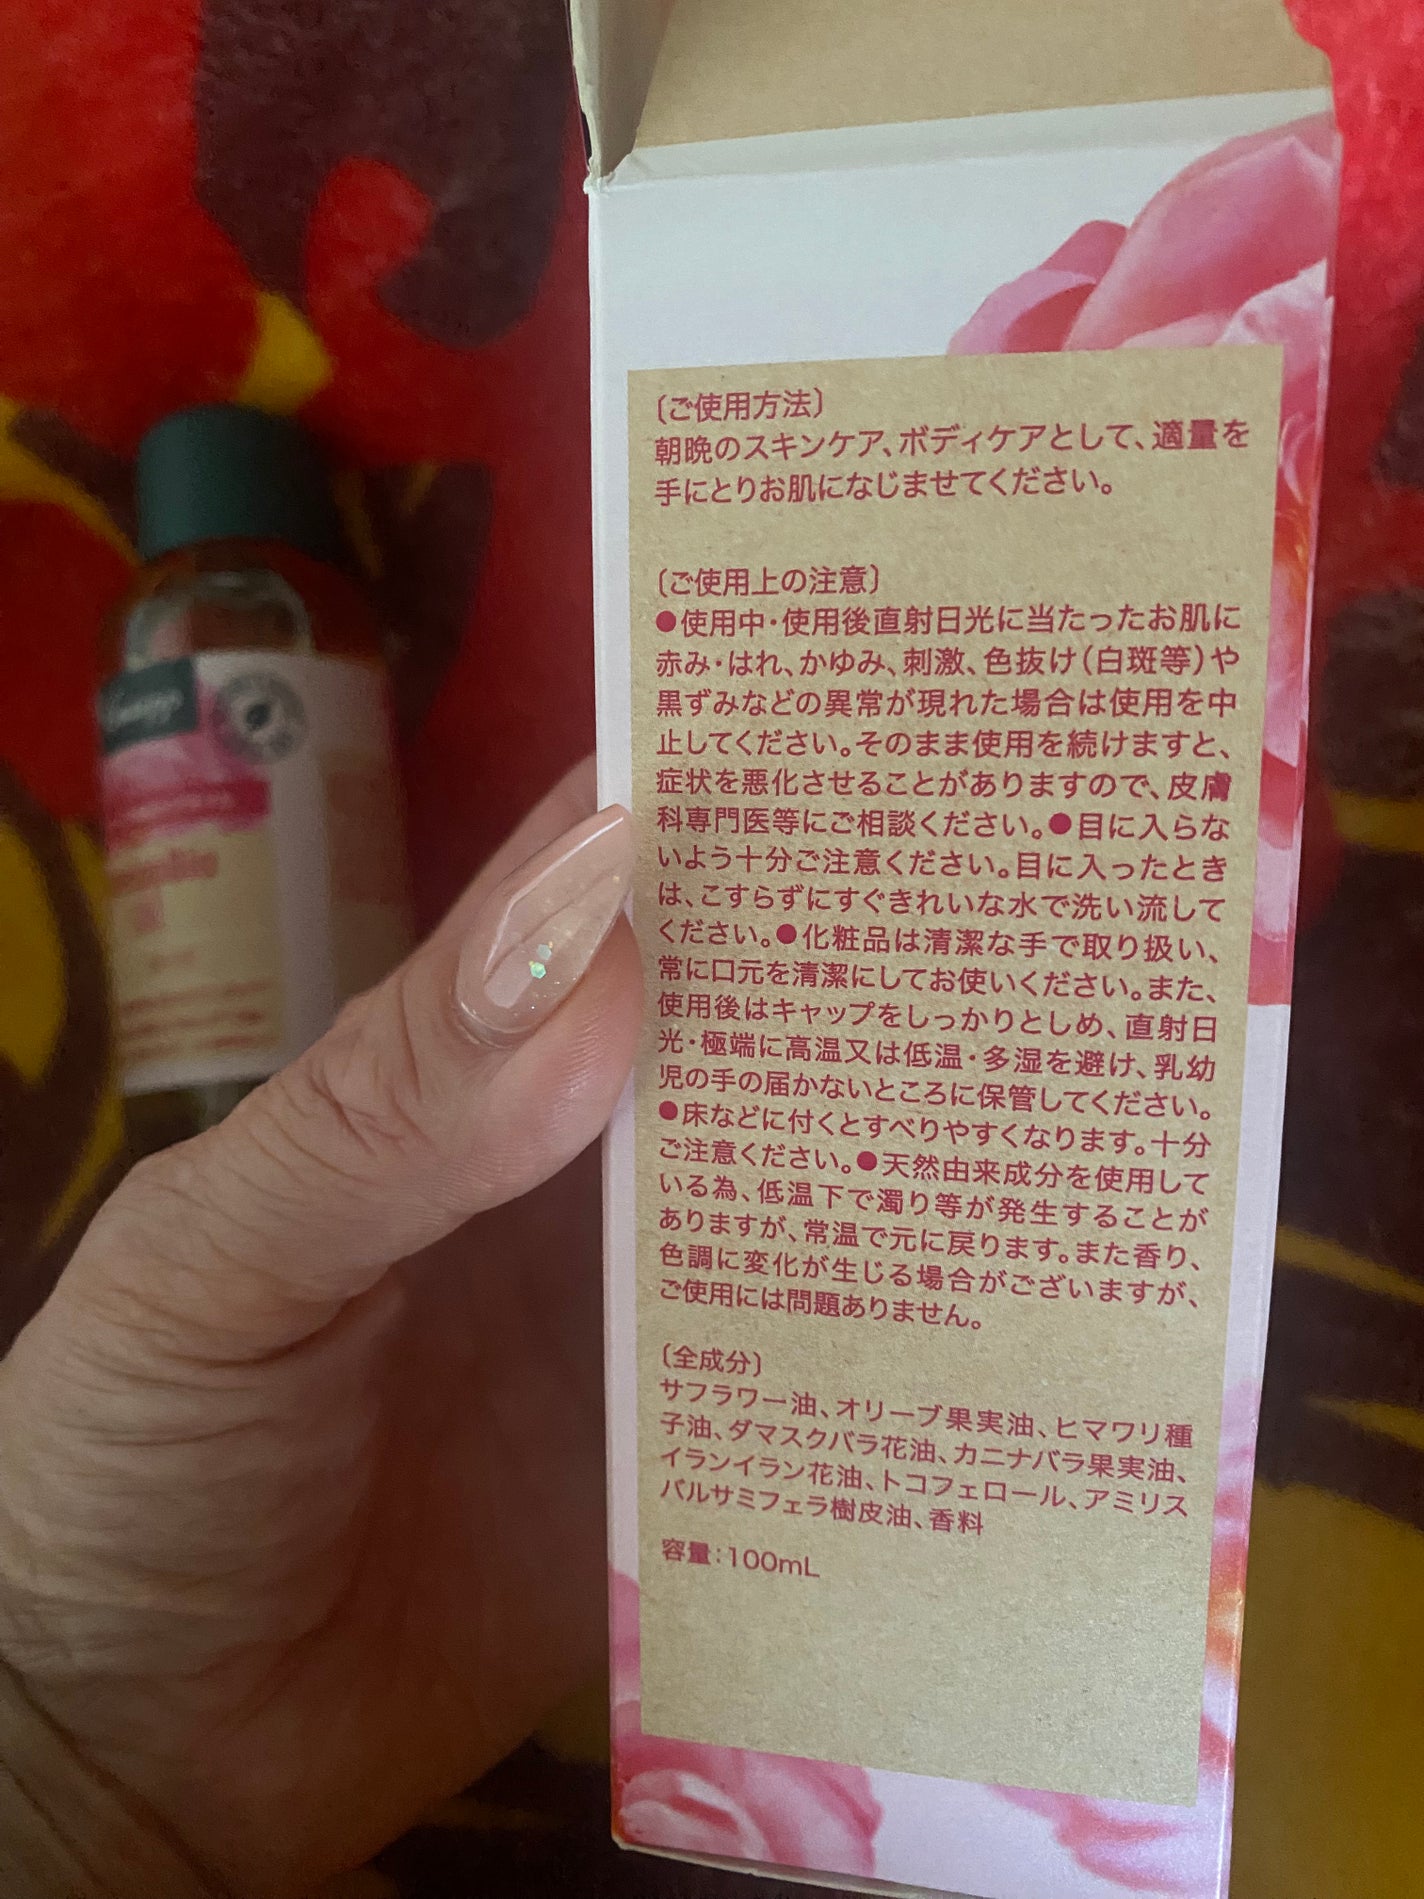 〔ご使用方法〕
朝晩のスキンケア、ボディケアとして、適量を
手にとりお肌になじませてください。
〔ご使用上の注意〕
●使用中・使用後直射日光に当たったお肌に
赤み・はれ、かゆみ、刺激、色抜け(白斑等)や
黒ずみなどの異常が現れた場合は使用を中
止してください。そのまま使用を続けますと、
症状を悪化させることがありますので、皮膚
科専門医等にご相談ください。●目に入らな
いよう十分ご注意ください。目に入ったとき
は、こすらずにすぐきれいな水で洗い流して
ください。●化粧品は清潔な手で取り扱い、
常に口元を清潔にしてお使いください。また、
使用後はキャップをしっかりとしめ、直射日
光・極端に高温又は低温・多湿を避け、乳幼
児の手の届かないところに保管してください。
●床などに付くとすべりやすくなります。十分
ご注意ください。●天然由来成分を使用して
いる為、低温下で濁り等が発生することが
ありますが、常温で元に戻ります。また香り、
色調に変化が生じる場合がございますが、
ご使用には問題ありません。
〔全成分〕
サフラワー油、オリーブ果実油、ヒマワリ種
子油、ダマスクバラ花油、カニナバラ果実油、
イランイラン花油、トコフェロール、アミリス
バルサミフェラ樹皮油、香料
容量:100mL